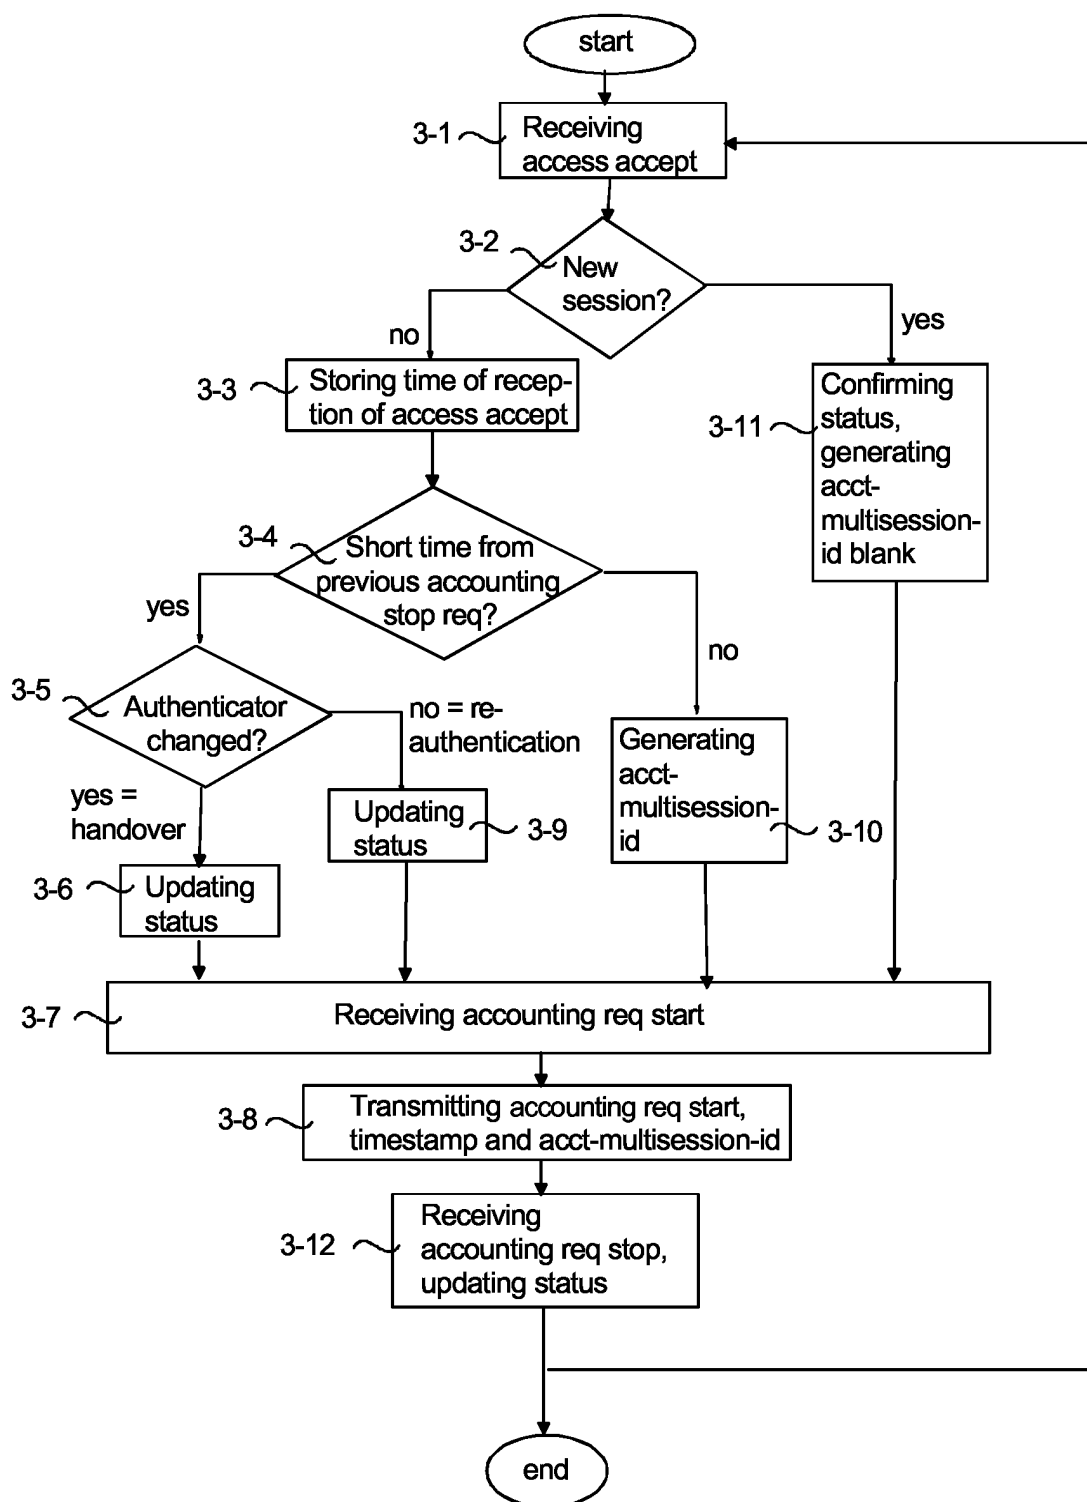 start
3-1
Receiving
access accept
3-2
New
session?
no
yes
3-3
Storing time of recep-
tion of access accept
3-11
Confirming
status,
generating
acct-
multisession-
id blank
3-4
Short time from
previous accounting
stop req?
yes
no
3-5
Authenticator
changed?
no = re-
authentication
yes =
handover
Generating
acct-
multisession-
id
3-10
Updating
status
3-9
3-6
Updating
status
3-7
Receiving accounting req start
3-8
Transmitting accounting req start,
timestamp and acct-multisession-id
3-12
Receiving
accounting req stop,
updating status
end